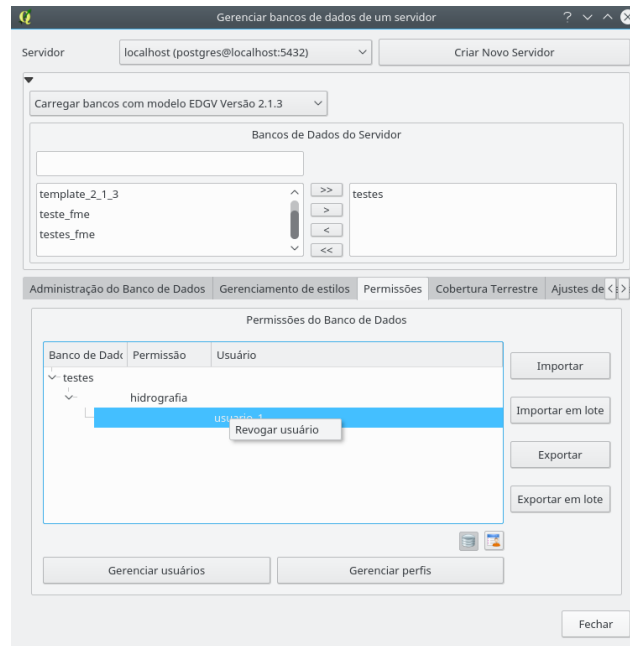 Gerenciar bancos de dados de um servidor
Servidor localhost (postgres@localhost:5432) Criar Novo Servidor
Carregar bancos com modelo EDGV Versão 2.1.3
Bancos de Dados do Servidor
template_2_1_3 >> testes
teste_fme >
testes_fme <
<<
Administração do Banco de Dados Gerenciamento de estilos Permissões Cobertura Terrestre Ajustes de
Permissões do Banco de Dados
Banco de Dado Permissão Usuário
Importar
testes
hidrografia
Importar em lote
usuario_1
Revogar usuário
Exportar
Exportar em lote
Gerenciar usuários Gerenciar perfis
Fechar